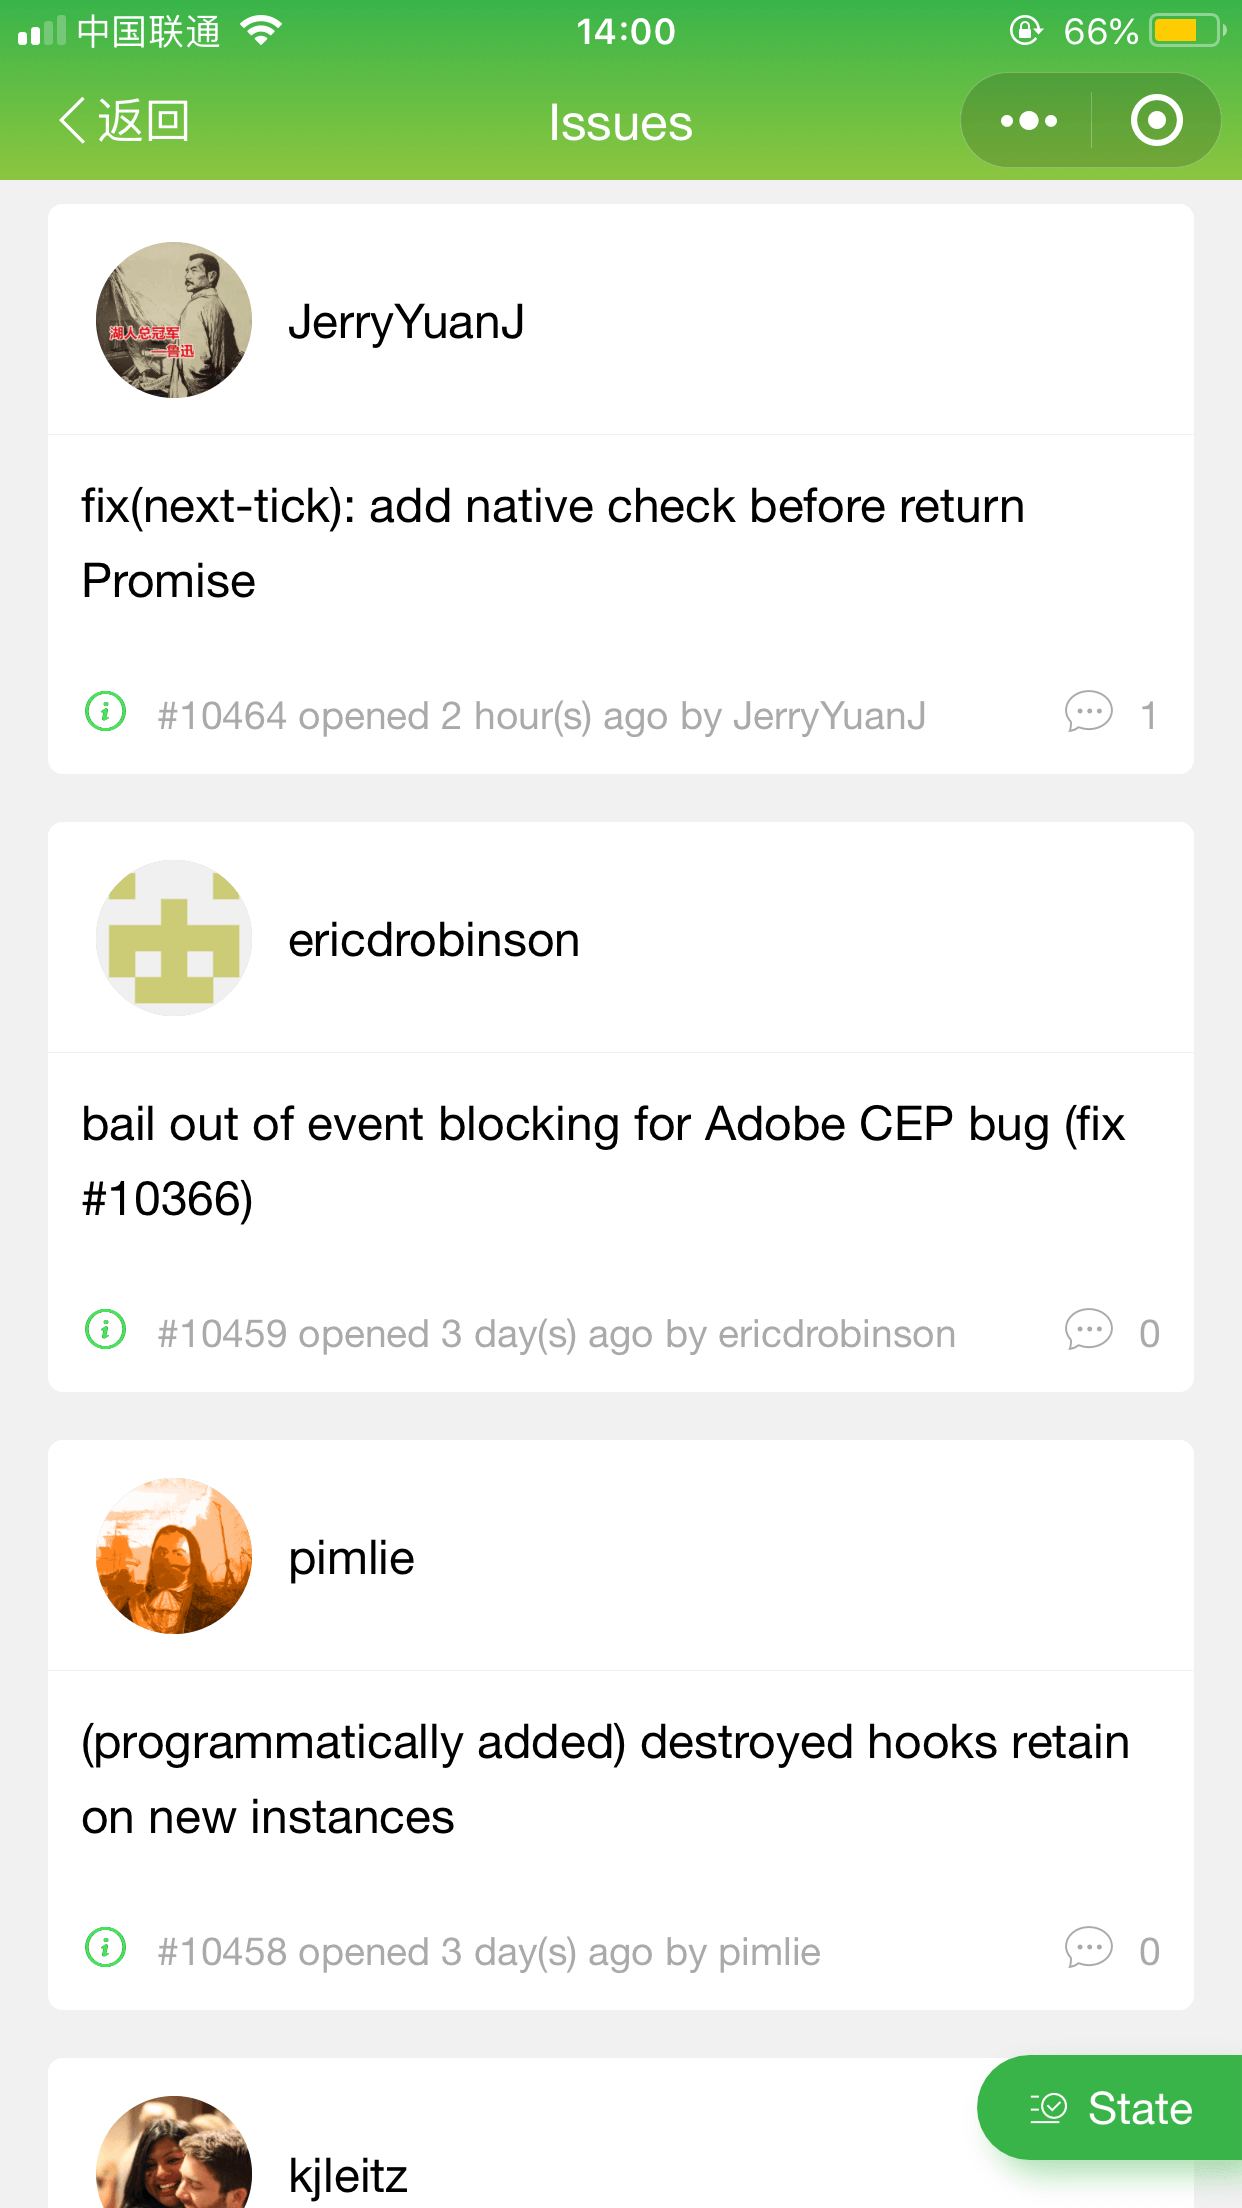 中国联通 14:00 66%
返回 Issues
湖人总冠军
—鲁迅
JerryYuanJ
fix(next-tick): add native check before return
Promise
#10464 opened 2 hour(s) ago by JerryYuanJ 1
ericdrobinson
bail out of event blocking for Adobe CEP bug (fix
#10366)
#10459 opened 3 day(s) ago by ericdrobinson 0
pimlie
(programmatically added) destroyed hooks retain
on new instances
#10458 opened 3 day(s) ago by pimlie 0
State
kjleitz